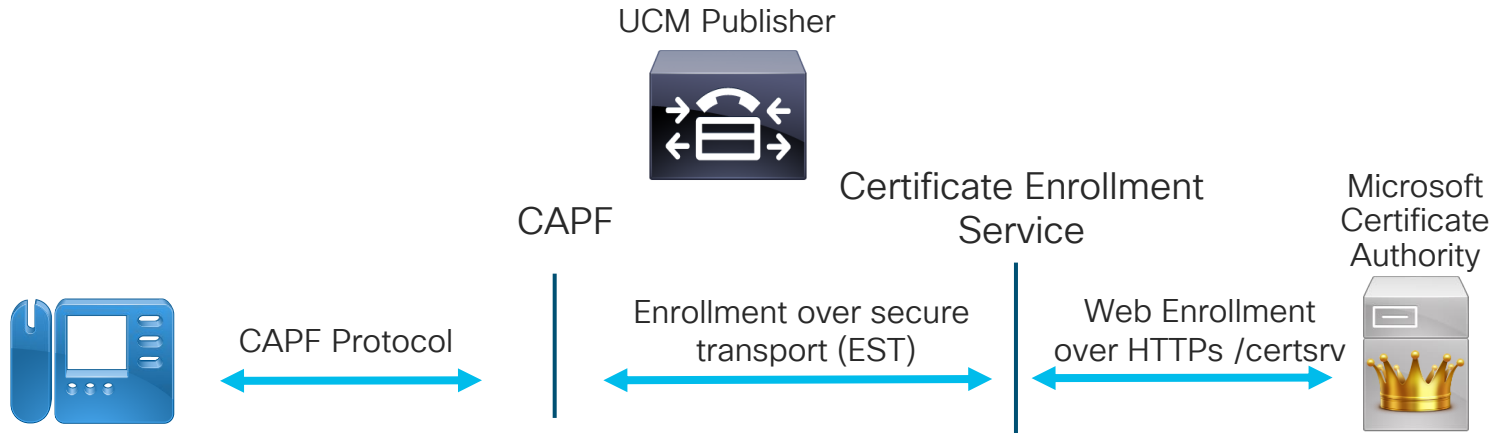 UCM Publisher
CAPF
Certificate Enrollment
Service
Microsoft
Certificate
Authority
CAPF Protocol
Enrollment over secure
transport (EST)
Web Enrollment
over HTTPs /certsrv